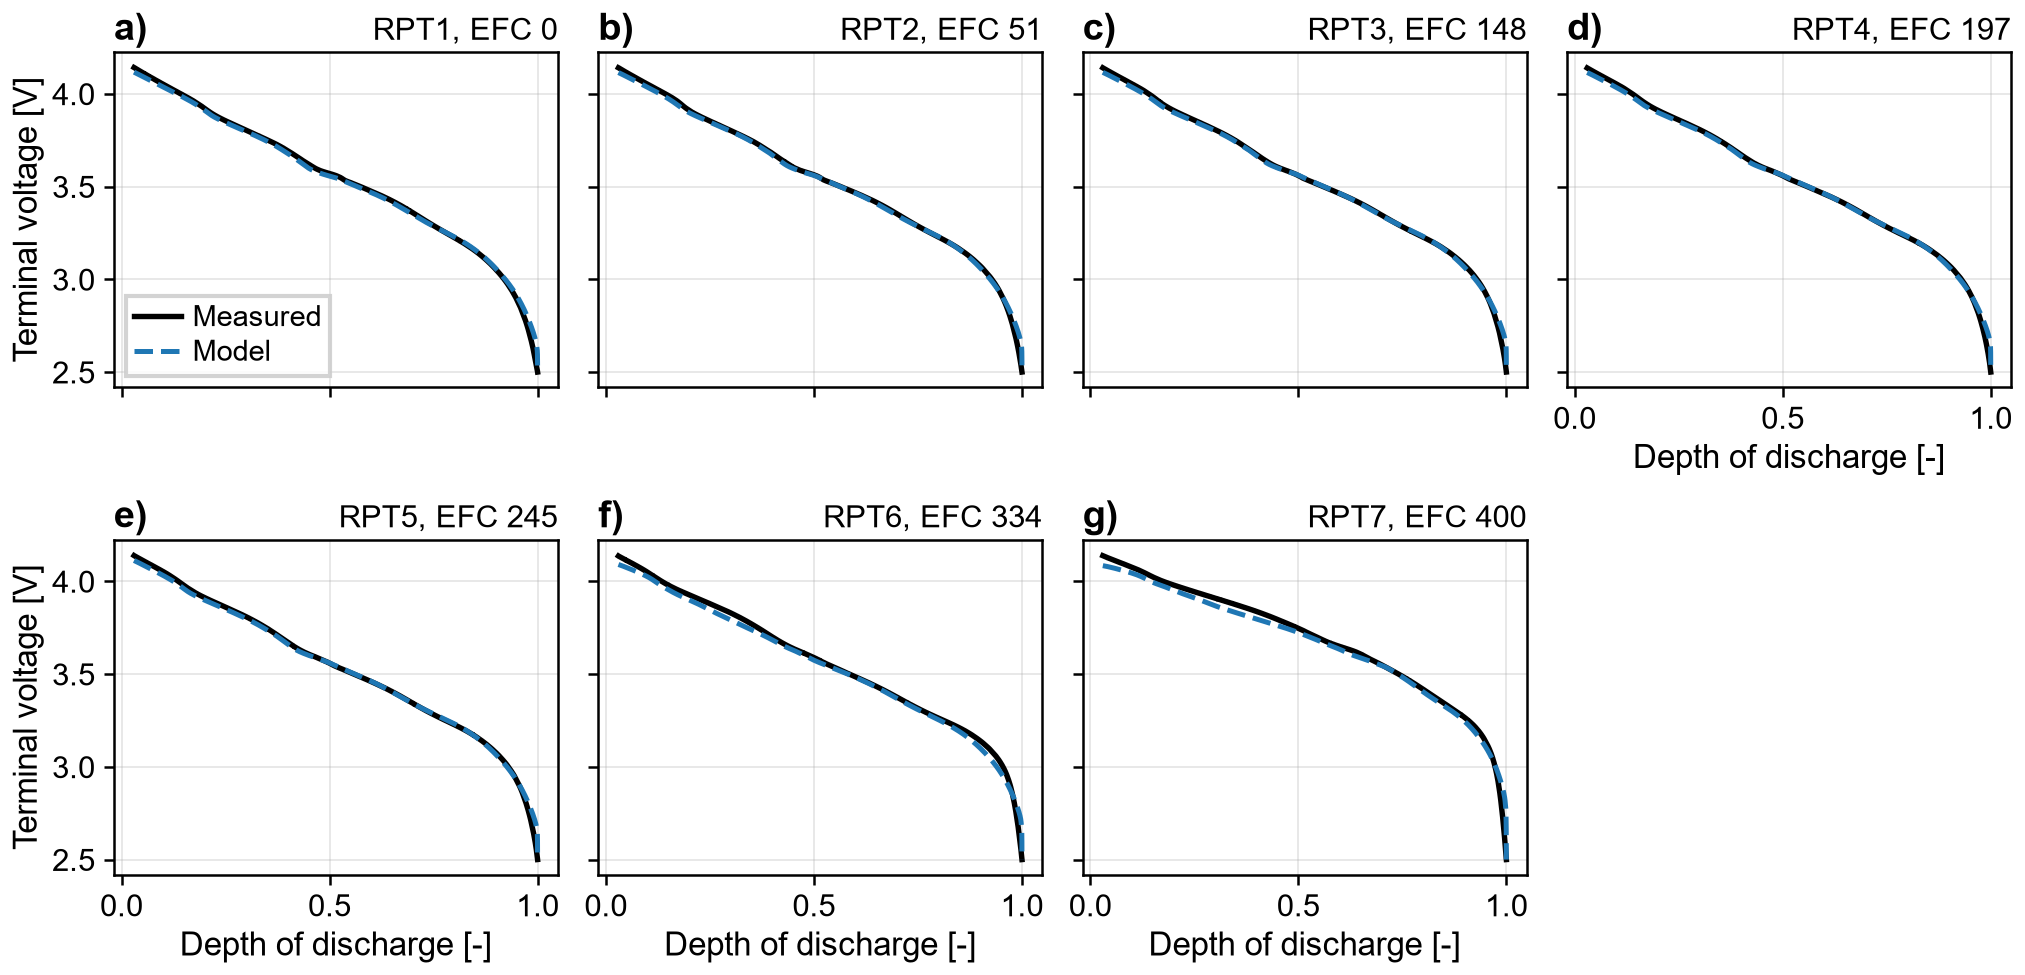 a) RPT1, EFC 0
b) RPT2, EFC 51
c) RPT3, EFC 148
d) RPT4, EFC 197
Terminal voltage [V]
4.0
3.5
3.0
2.5
Measured
Model
0.0 0.5 1.0
Depth of discharge [-]
e) RPT5, EFC 245
f) RPT6, EFC 334
g) RPT7, EFC 400
Terminal voltage [V]
4.0
3.5
3.0
2.5
0.0 0.5 1.0
0.0 0.5 1.0
0.0 0.5 1.0
Depth of discharge [-]
Depth of discharge [-]
Depth of discharge [-]